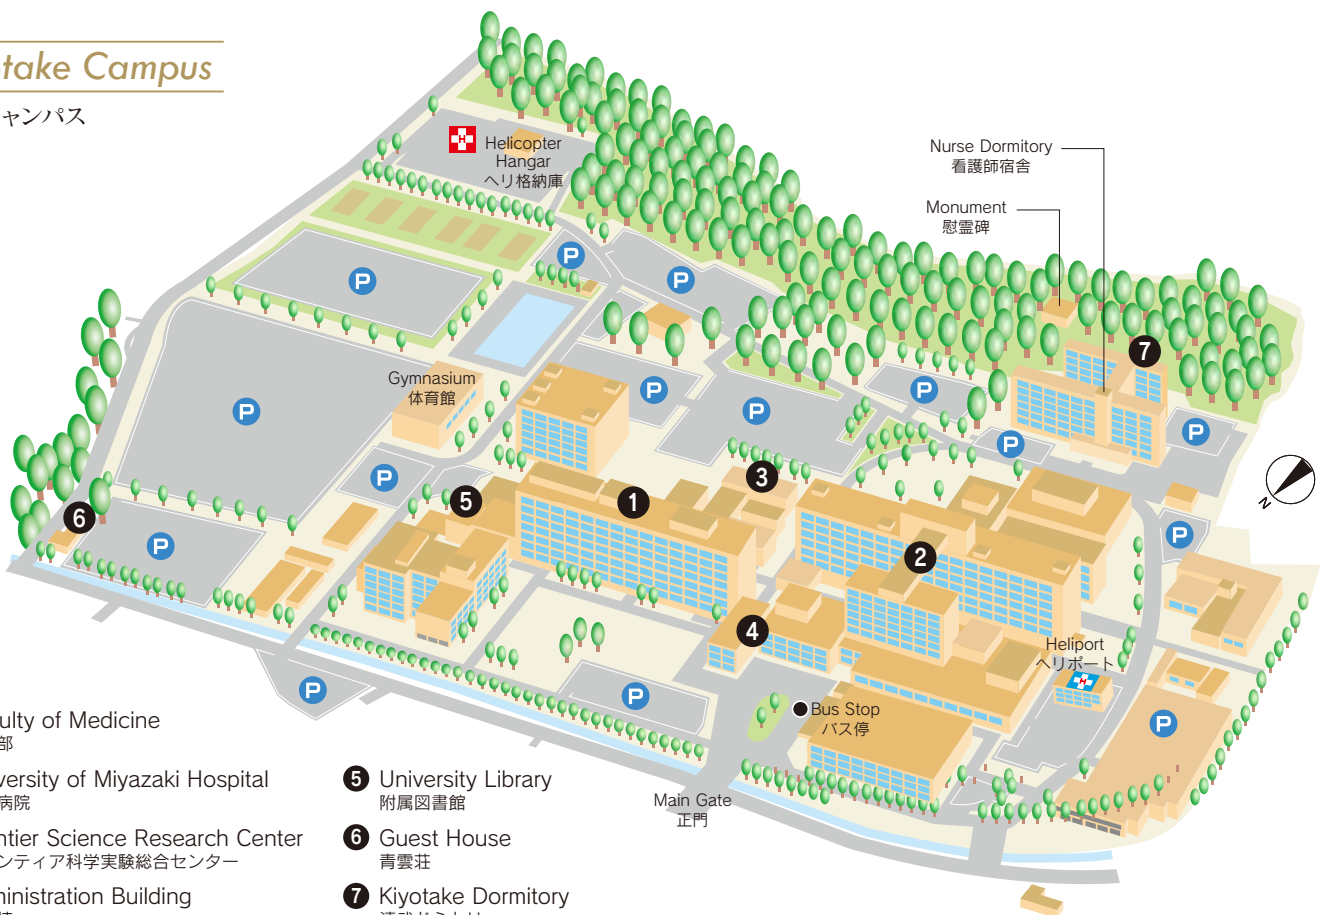 take Campus
ャンパス
H
Helicopter
Hangar
ヘリ格納庫
Nurse Dormitory
看護師宿舎
Monument
慰霊碑
P
P
P
7
Gymnasium
体育館
P
P
P
P
P
P
P
N
5
1
3
6
P
2
P
4
Heliport
ヘリポート
H
P
P
Bus Stop
バス停
P
Main Gate
正門
culty of Medicine
部
versity of Miyazaki Hospital
病院
ntier Science Research Center
ンティア科学実験総合センター
ministration Building
5 University Library
附属図書館
6 Guest House
青雲荘
7 Kiyotake Dormitory